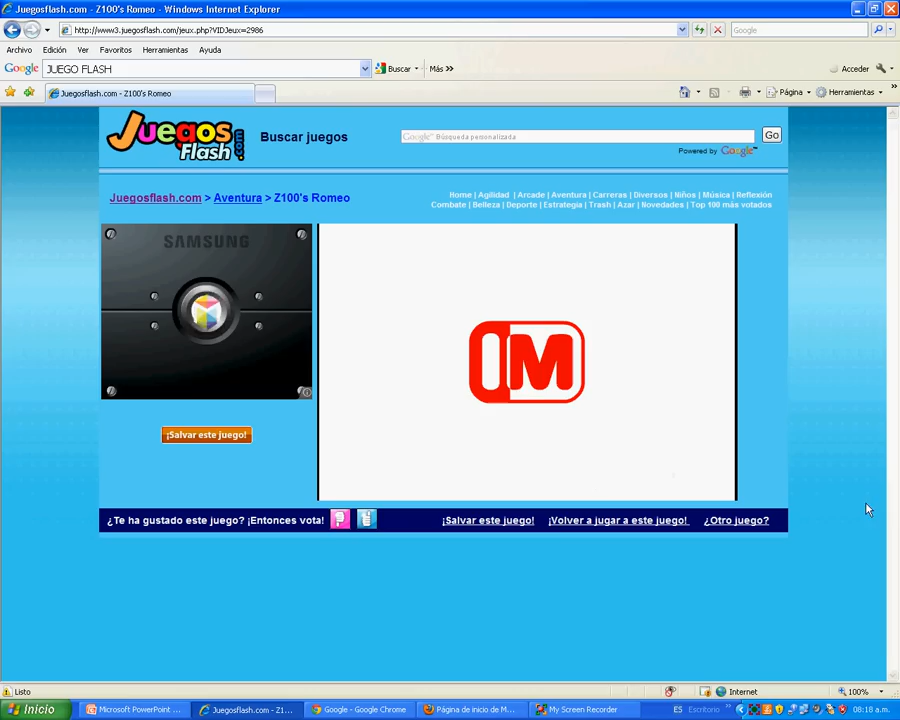 Juegosflash.com - Z100's Romeo - Windows Internet Explorer
http://www3.juegosflash.com/jeux.php?VIDJeux=2986
Google
Archivo Edición Ver Favoritos Herramientas Ayuda
Google JUEGO FLASH Buscar Más >> Acceder
Juegosflash.com - Z100's Romeo Página Herramientas
Juegos Flash .com
Buscar juegos
Google™ Búsqueda personalizada Go
Powered by Google™
Juegosflash.com > Aventura > Z100's Romeo
Home | Agilidad | Arcade | Aventura | Carreras | Diversos | Niños | Música | Reflexión
Combate | Belleza | Deporte | Estrategia | Trash | Azar | Novedades | Top 100 más votados
SAMSUNG
M
¡Salvar este juego!
¿Te ha gustado este juego? ¡Entonces vota! ¡Salvar este juego! ¡Volver a jugar a este juego! ¿Otro juego?
Listo Internet 100%
Inicio Microsoft PowerPoint ... Juegosflash.com - Z1... Google - Google Chrome Página de inicio de M... My Screen Recorder ES Escritorio 08:18 a.m.